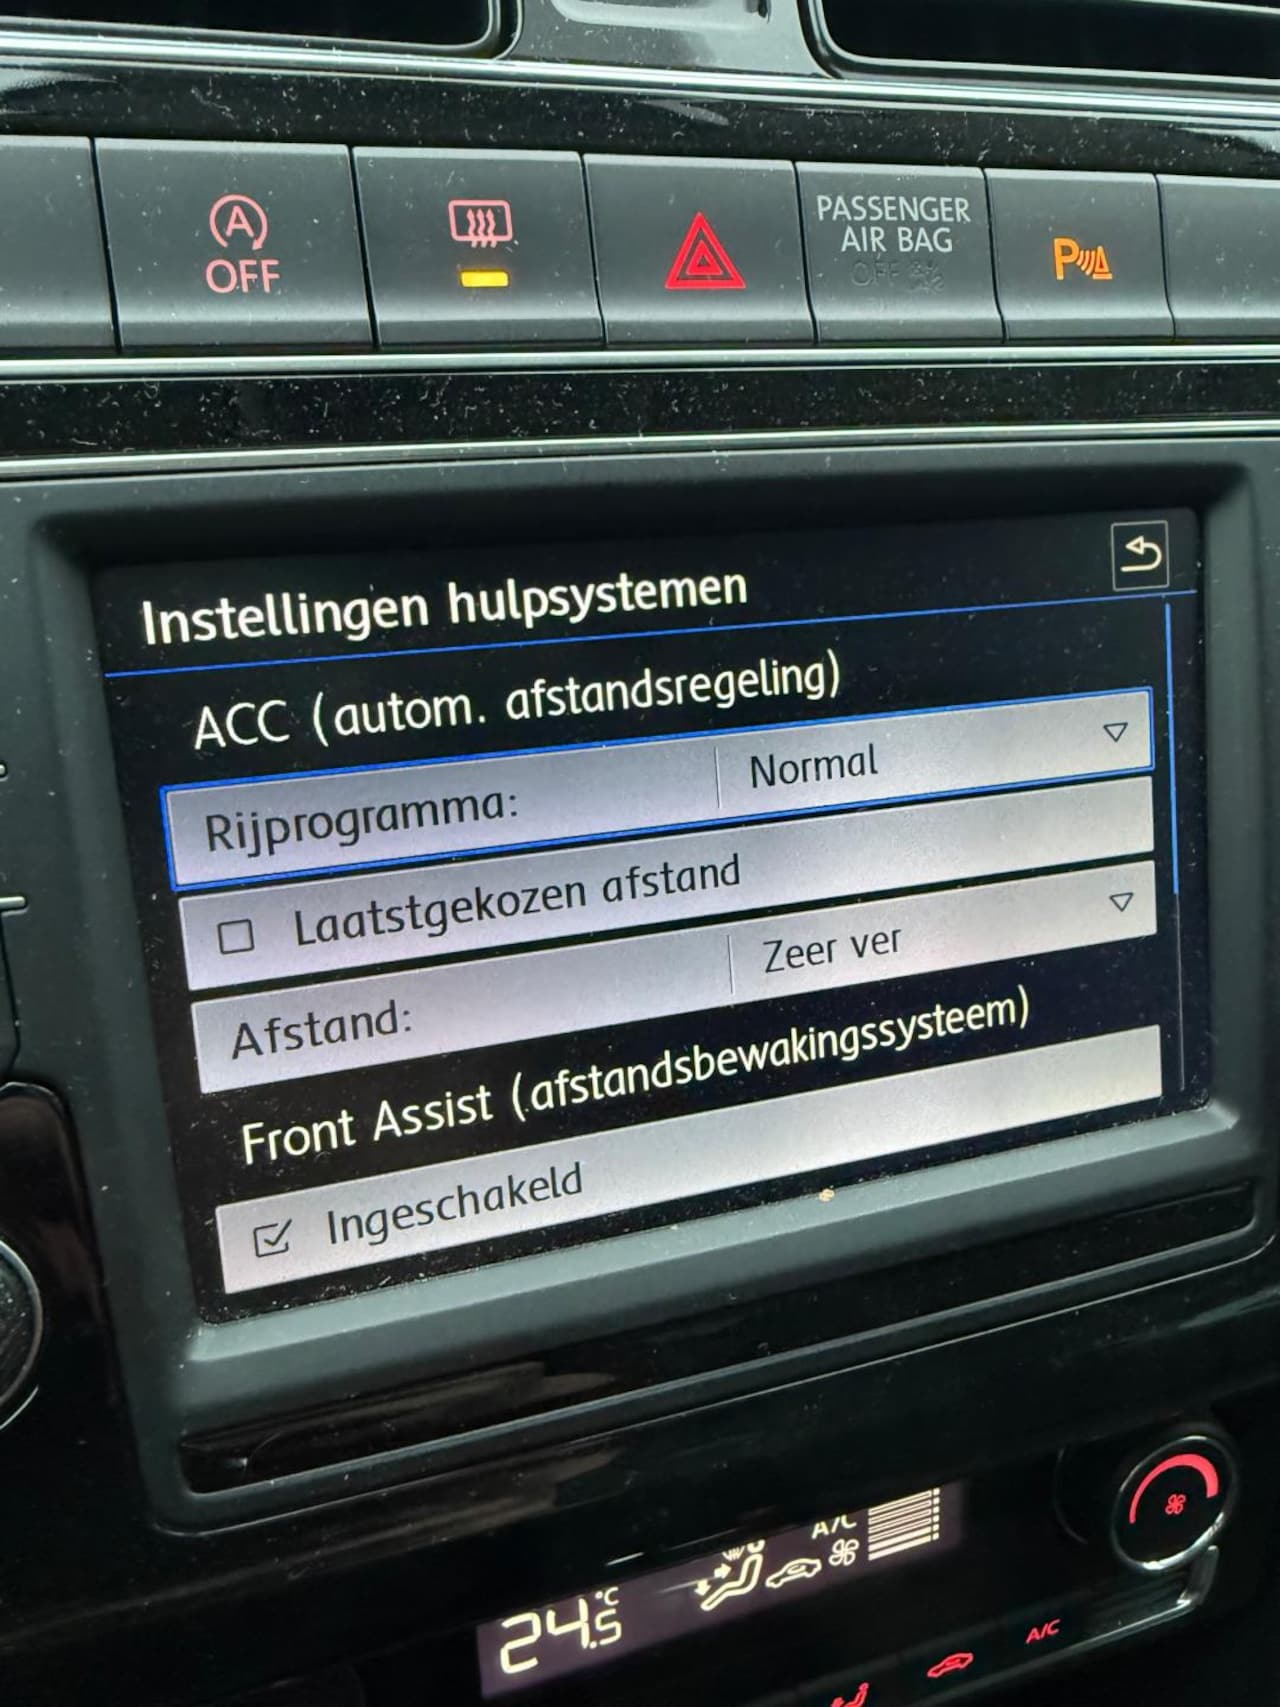 A
OFF
PASSENGER
AIR BAG
OFF
P
Instellingen hulpsystemen
ACC (autom. afstandsregeling)
Rijprogramma: Normal
Laatstgekozen afstand
Afstand: Zeer ver
Front Assist (afstandsbewakingssysteem)
Ingeschakeld
A/C
24.5 °C
A/C